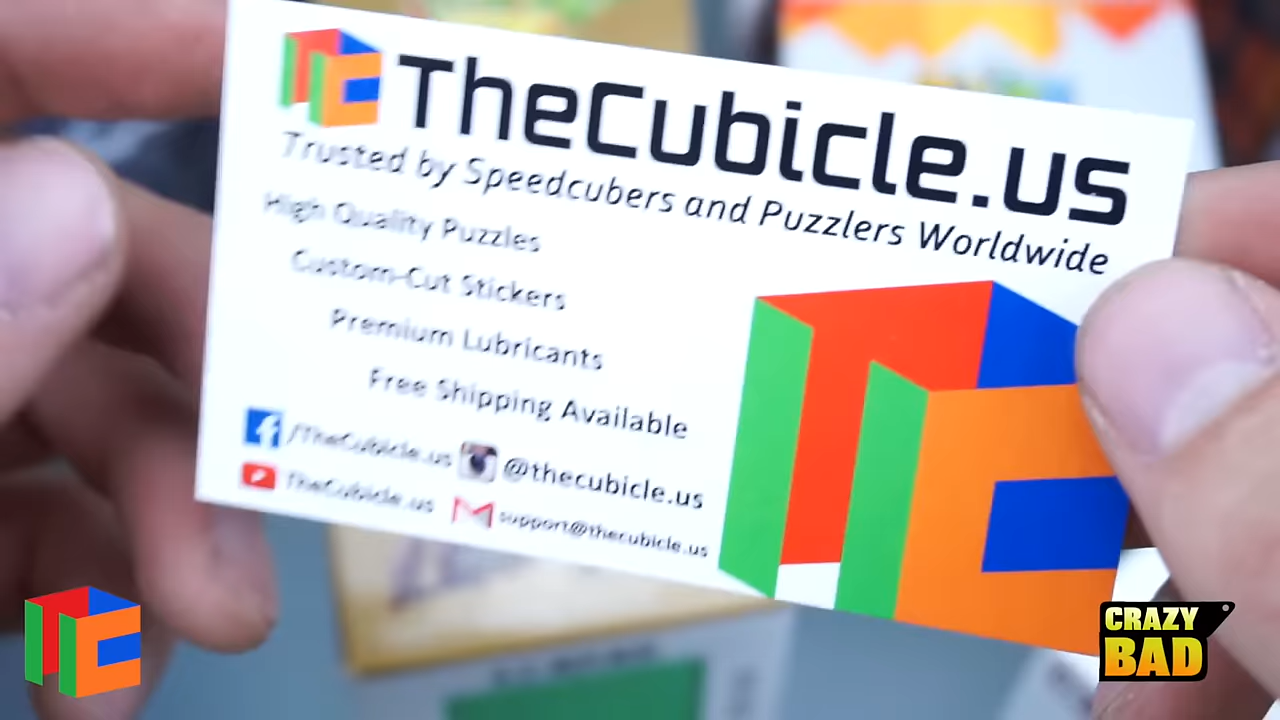 TheCubicle.us
Trusted by Speedcubers and Puzzlers Worldwide
High Quality Puzzles
Custom-Cut Stickers
Premium Lubricants
Free Shipping Available
/TheCubicle.us @thecubicle.us
TheCubicle.us support@thecubicle.us
CRAZY
BAD